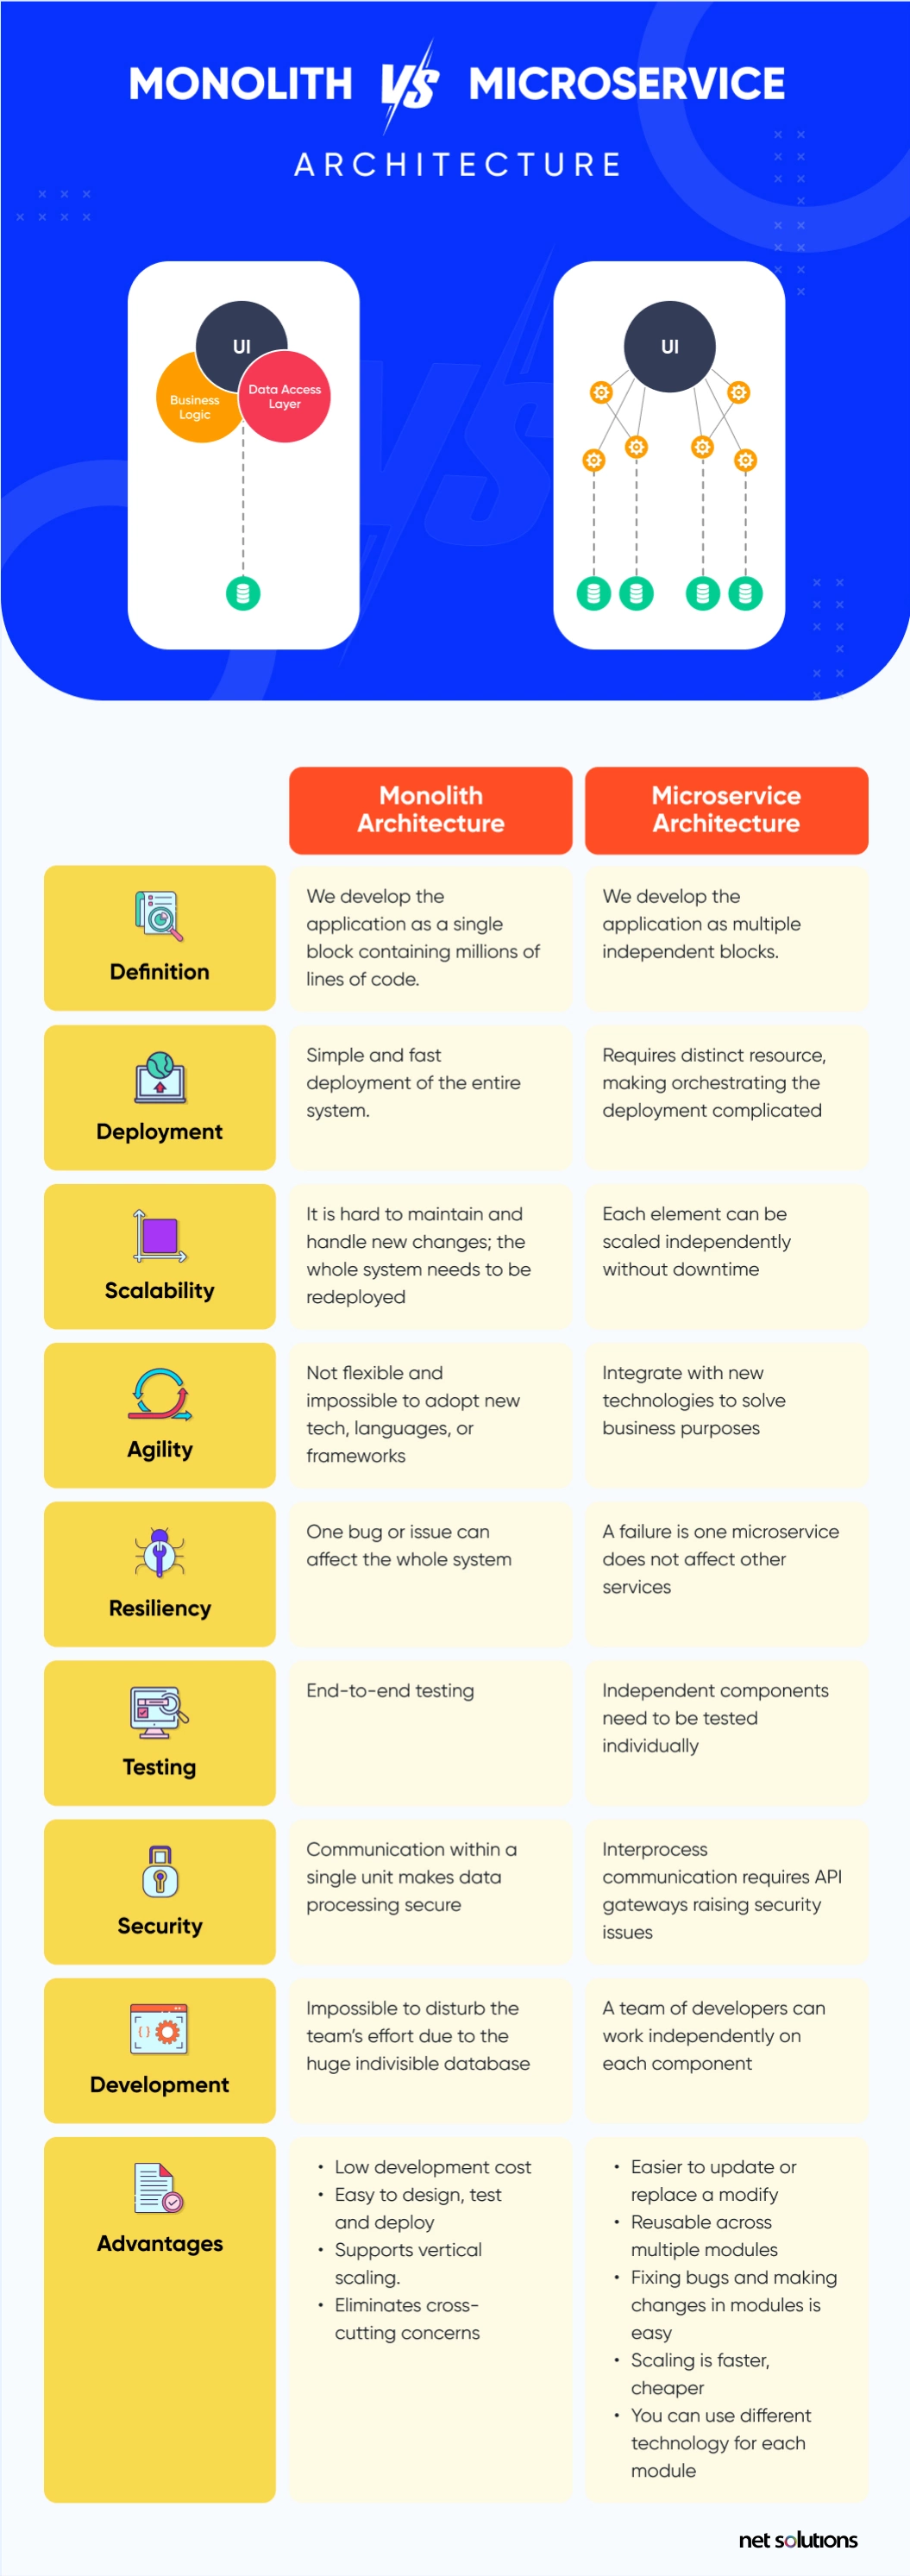 MONOLITH VS MICROSERVICE
ARCHITECTURE
UI
Business
Logic
Data Access
Layer
UI
Monolith
Architecture
Microservice
Architecture
Definition
We develop the
application as a single
block containing millions of
lines of code.
We develop the
application as multiple
independent blocks.
Deployment
Simple and fast
deployment of the entire
system.
Requires distinct resource,
making orchestrating the
deployment complicated
Scalability
It is hard to maintain and
handle new changes; the
whole system needs to be
redeployed
Each element can be
scaled independently
without downtime
Agility
Not flexible and
impossible to adopt new
tech, languages, or
frameworks
Integrate with new
technologies to solve
business purposes
Resiliency
One bug or issue can
affect the whole system
A failure is one microservice
does not affect other
services
Testing
End-to-end testing
Independent components
need to be tested
individually
Security
Communication within a
single unit makes data
processing secure
Interprocess
communication requires API
gateways raising security
issues
Development
Impossible to disturb the
team's effort due to the
huge indivisible database
A team of developers can
work independently on
each component
Advantages
• Low development cost
• Easy to design, test
and deploy
• Supports vertical
scaling.
• Eliminates cross-
cutting concerns
• Easier to update or
replace a modify
• Reusable across
multiple modules
• Fixing bugs and making
changes in modules is
easy
• Scaling is faster,
cheaper
• You can use different
technology for each
module
net solutions